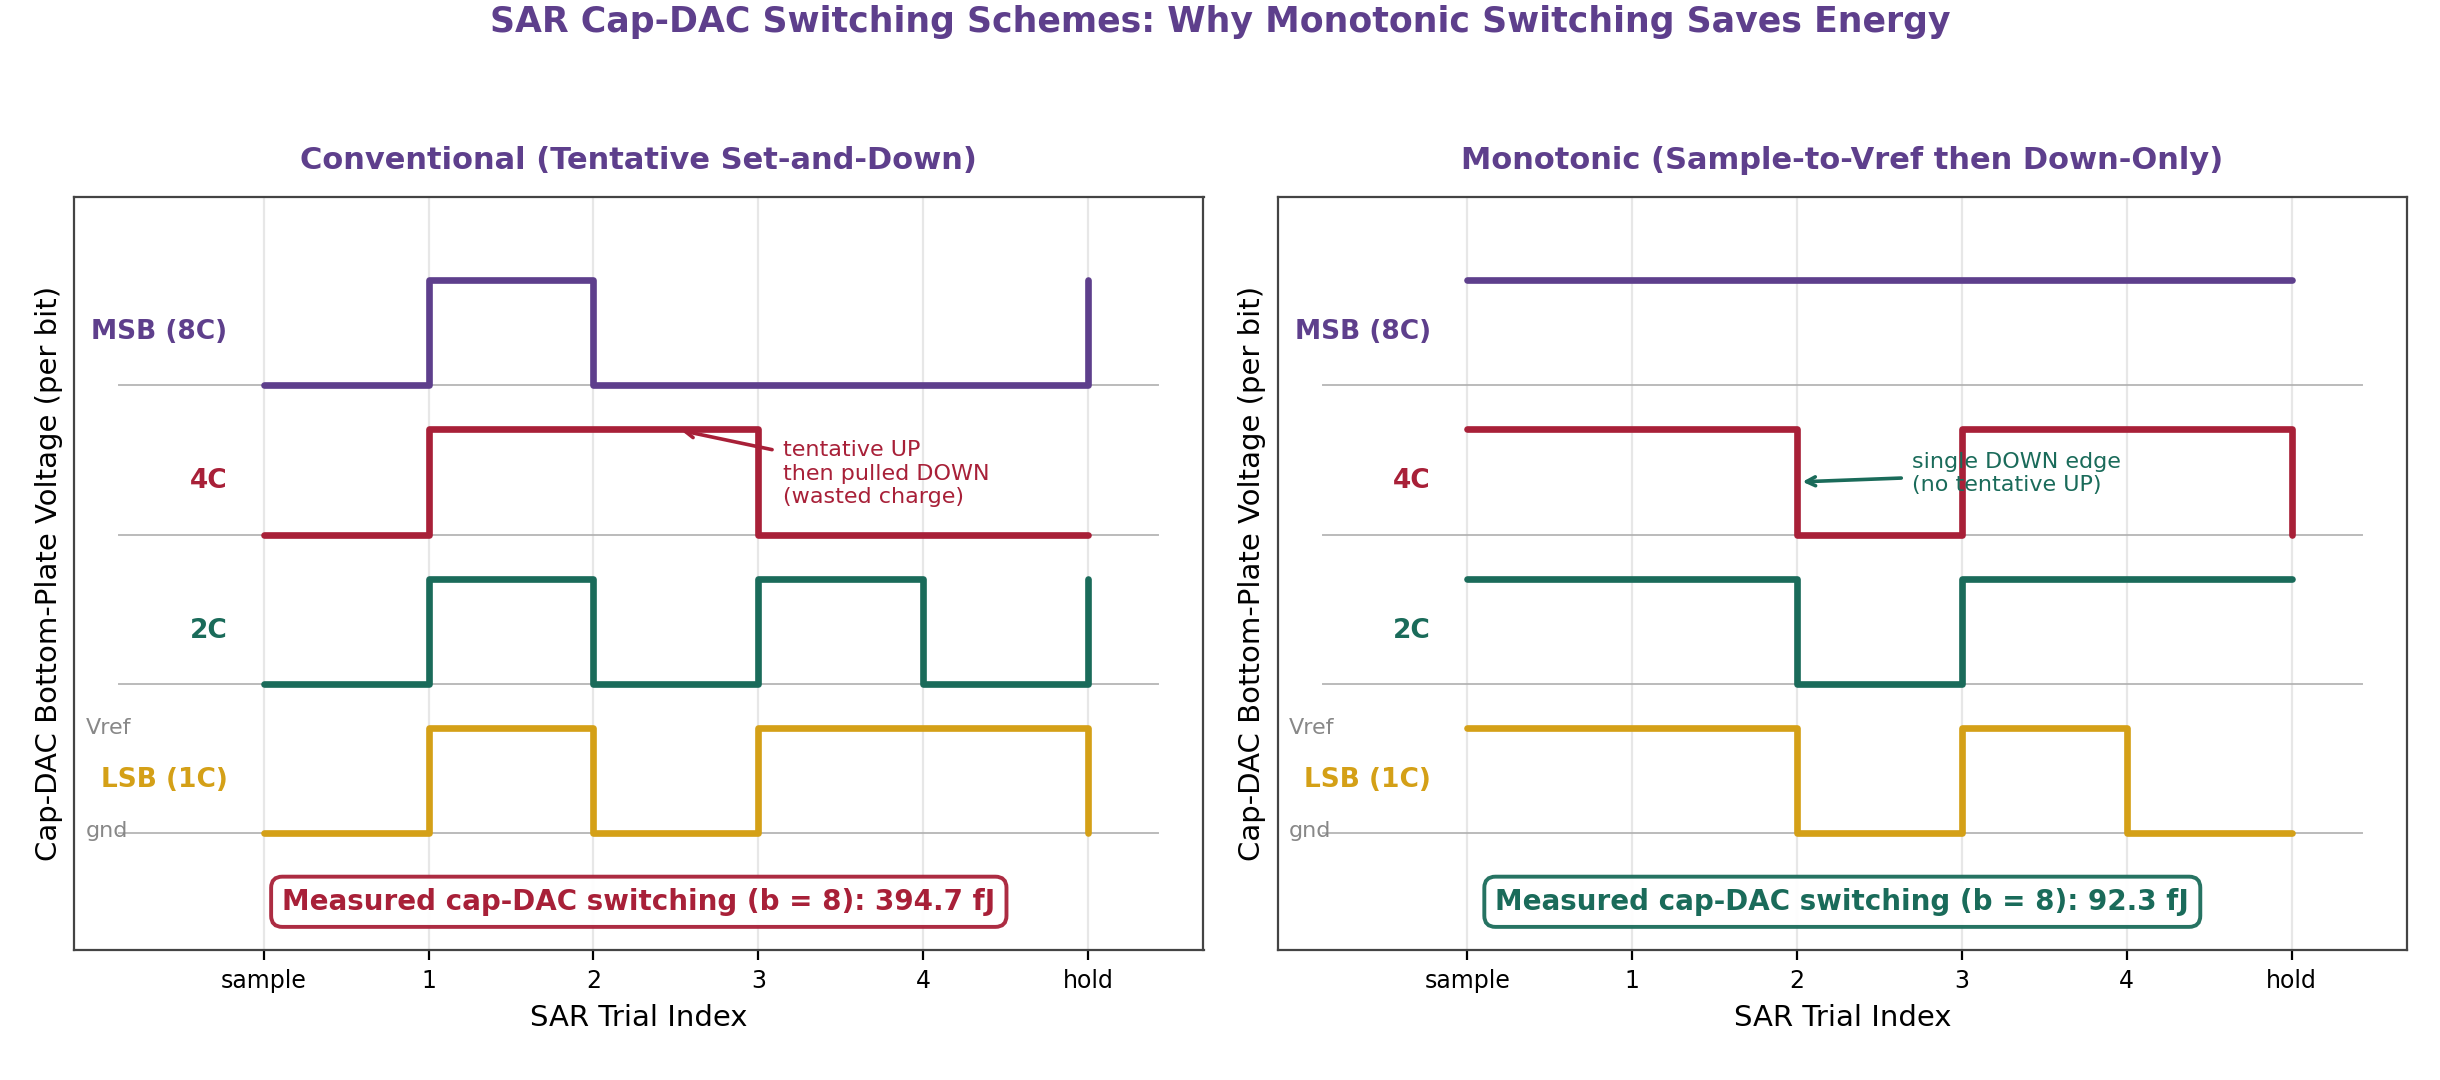 SAR Cap-DAC Switching Schemes: Why Monotonic Switching Saves Energy
Conventional (Tentative Set-and-Down)
Cap-DAC Bottom-Plate Voltage (per bit)
MSB (8C)
4C
tentative UP
then pulled DOWN
(wasted charge)
2C
Vref
LSB (1C)
gnd
Measured cap-DAC switching (b = 8): 394.7 fJ
sample 1 2 3 4 hold
SAR Trial Index
Monotonic (Sample-to-Vref then Down-Only)
Cap-DAC Bottom-Plate Voltage (per bit)
MSB (8C)
4C
single DOWN edge
(no tentative UP)
2C
Vref
LSB (1C)
gnd
Measured cap-DAC switching (b = 8): 92.3 fJ
sample 1 2 3 4 hold
SAR Trial Index